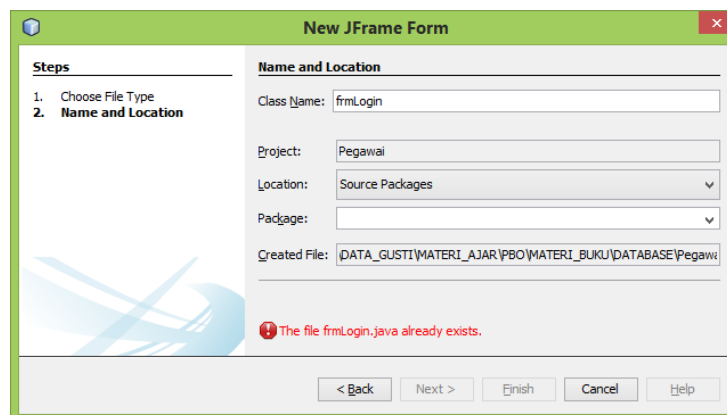 New JFrame Form
Steps
1. Choose File Type
2. Name and Location
Name and Location
Class Name: frmLogin
Project: Pegawai
Location: Source Packages
Package:
Created File: \DATA_GUSTI\MATERI_AJAR\PBO\MATERI_BUKU\DATABASE\Pegawa
The file frmLogin.java already exists.
< Back Next > Finish Cancel Help